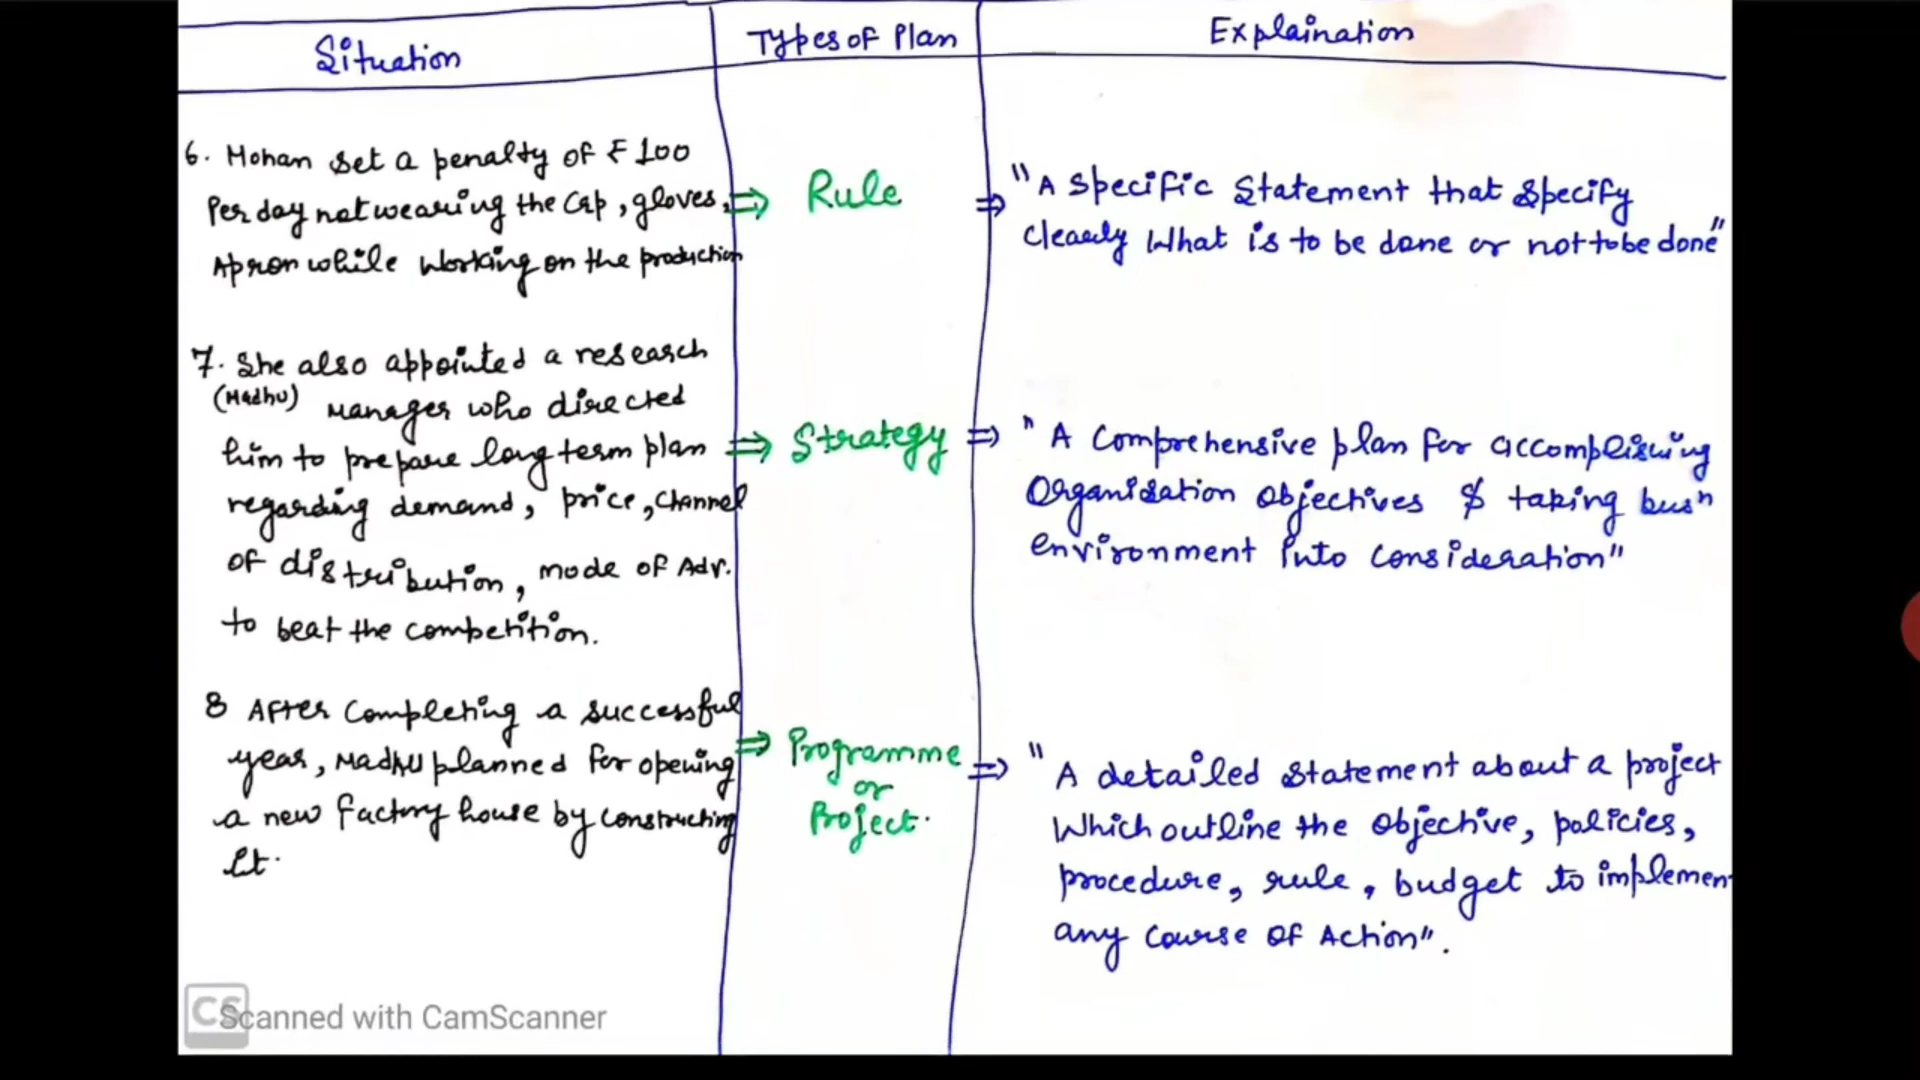 Situation
Types of Plan
Explaination
6. Mohan set a penalty of ₹ 100
Per day not wearing the cap, gloves,
Apron while working on the production
⇒ Rule
⇒ "A specific statement that specify
clearly what is to be done or not to be done"
7. She also appointed a research
(Madhu) manager who directed
him to prepare long term plan
regarding demand, price, channel
of distribution, mode of Adv.
to beat the competition.
⇒ Strategy
⇒ "A comprehensive plan for accomplishing
Organisation objectives & taking busn
environment into consideration"
8 After completing a successful
year, Madhu planned for opening
a new factory house by constructing
it.
⇒ Programme
or
Project.
⇒ "A detailed statement about a project
which outline the objective, policies,
procedure, rule, budget to implement
any course of Action".
CS
Scanned with CamScanner